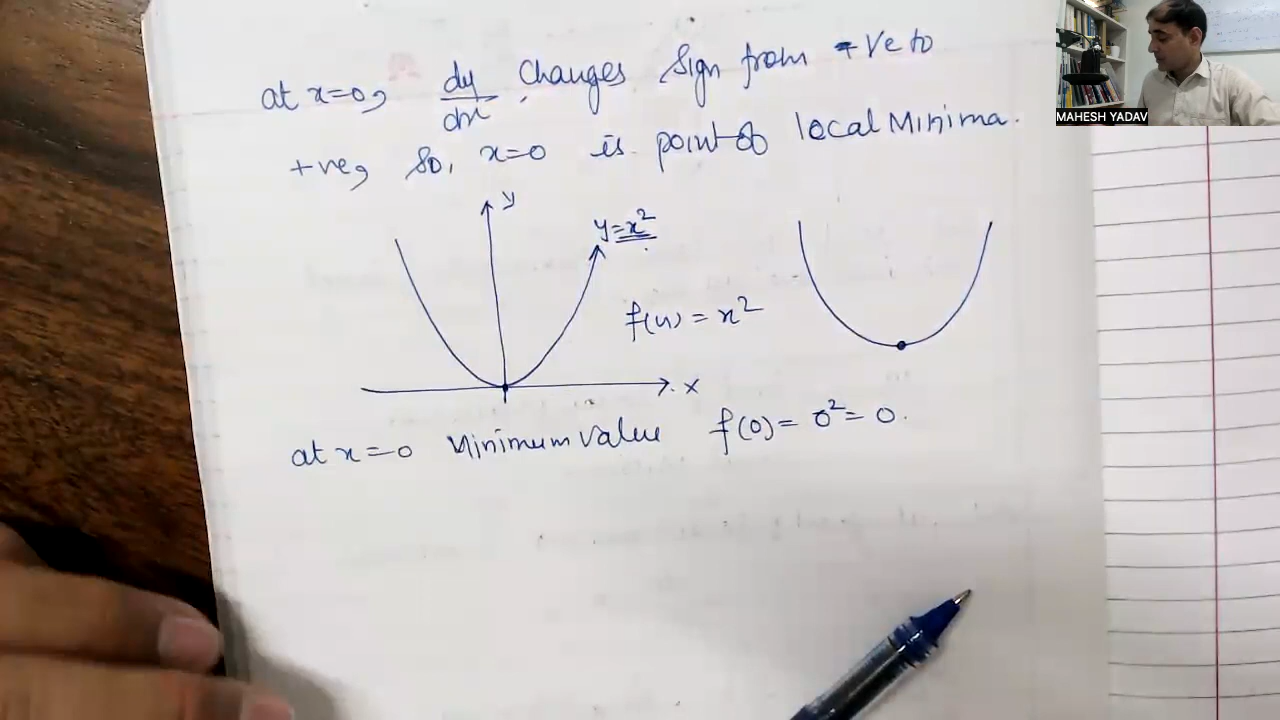 at x=0, dy/dx changes sign from -ve to
+ve, so, x=0 is point of local Minima.
y
y=x²
f(x) = x²
x
at x=0 Minimum value f(0) = 0² = 0.
MAHESH YADAV